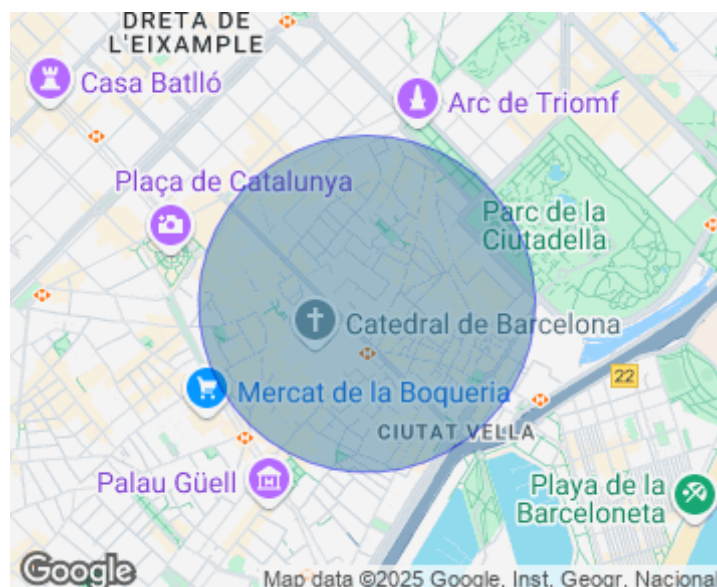 DRETA DE
L'EIXAMPLE
Casa Batlló
Arc de Triomf
Plaça de Catalunya
Parc de la
Ciutadella
Catedral de Barcelona
22
Mercat de la Boqueria
CIUTAT VELLA
Palau Güell
Playa de la
Barceloneta
Google
Map data ©2025 Google, Inst. Geogr. Nacional